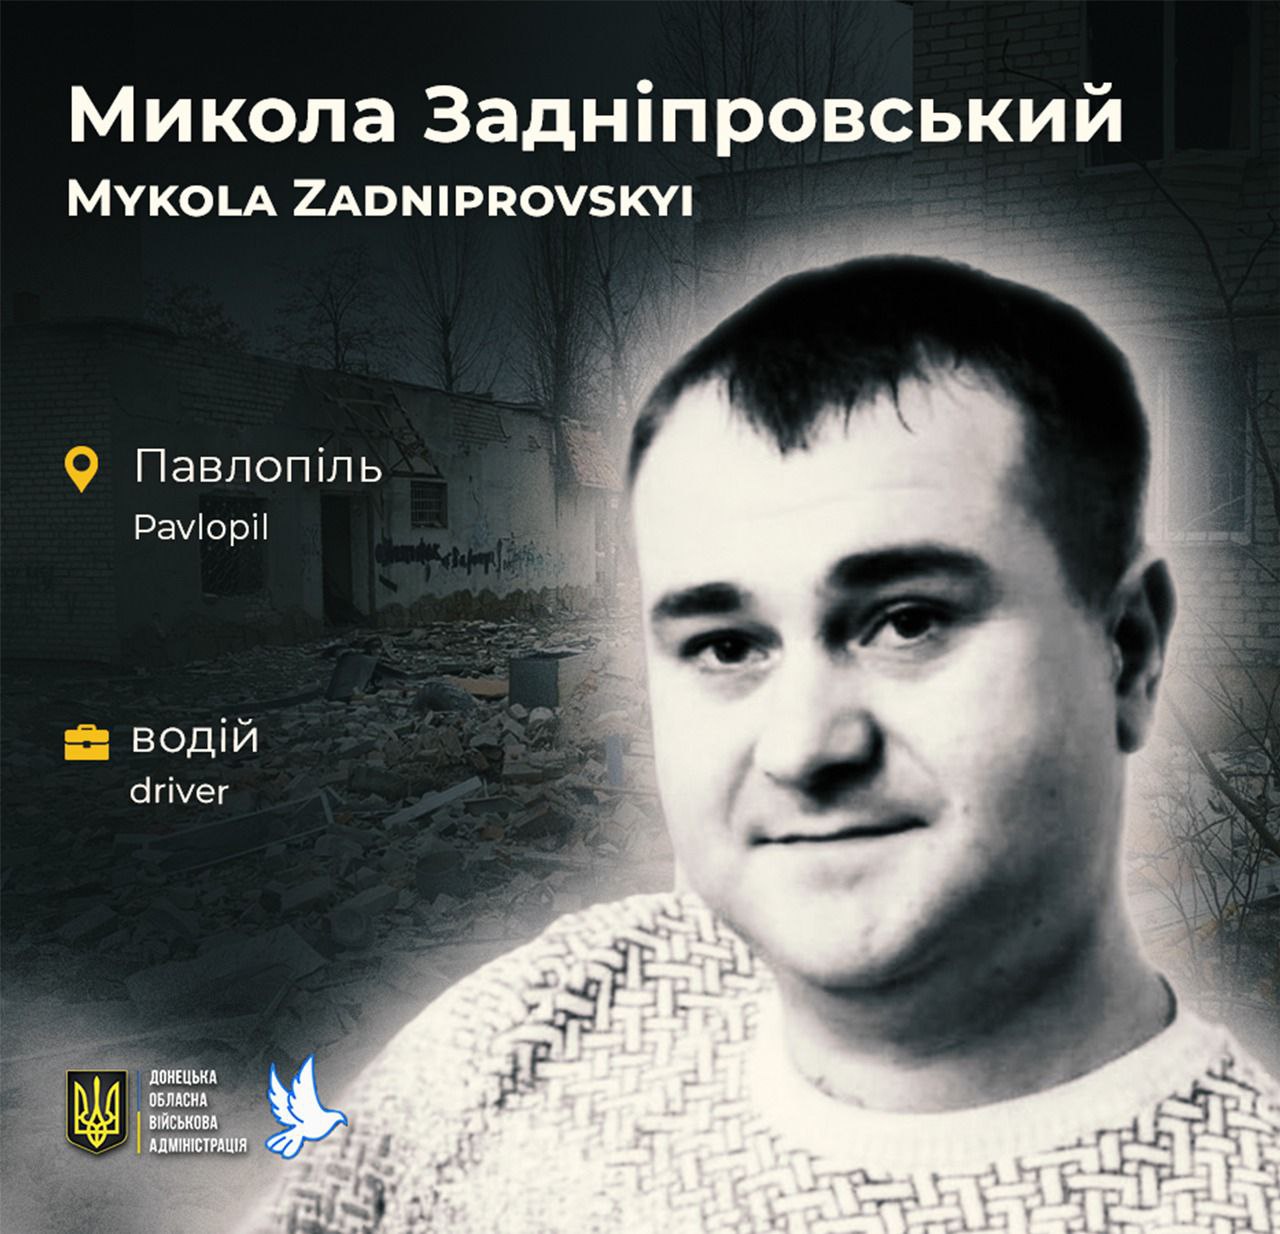 Микола Задніпровський
MYKOLA ZADNIPROVSKYI
Павлопіль
Pavlopil
водій
driver
ДОНЕЦЬКА
ОБЛАСНА
ВІЙСЬКОВА
АДМІНІСТРАЦІЯ